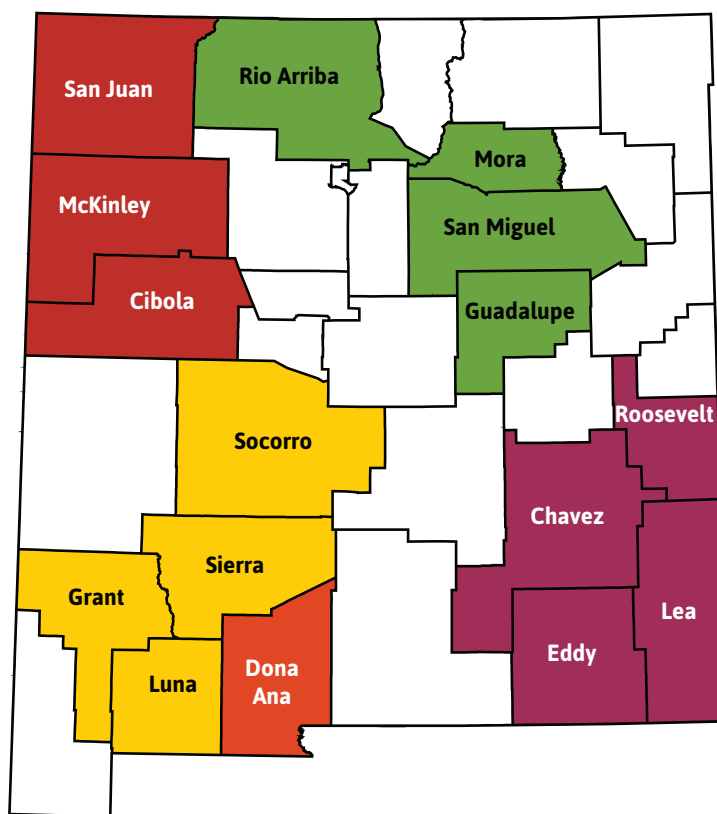 San Juan
Rio Arriba
Mora
McKinley
San Miguel
Cibola
Guadalupe
Roosevelt
Socorro
Chavez
Sierra
Grant
Lea
Eddy
Luna
Dona
Ana